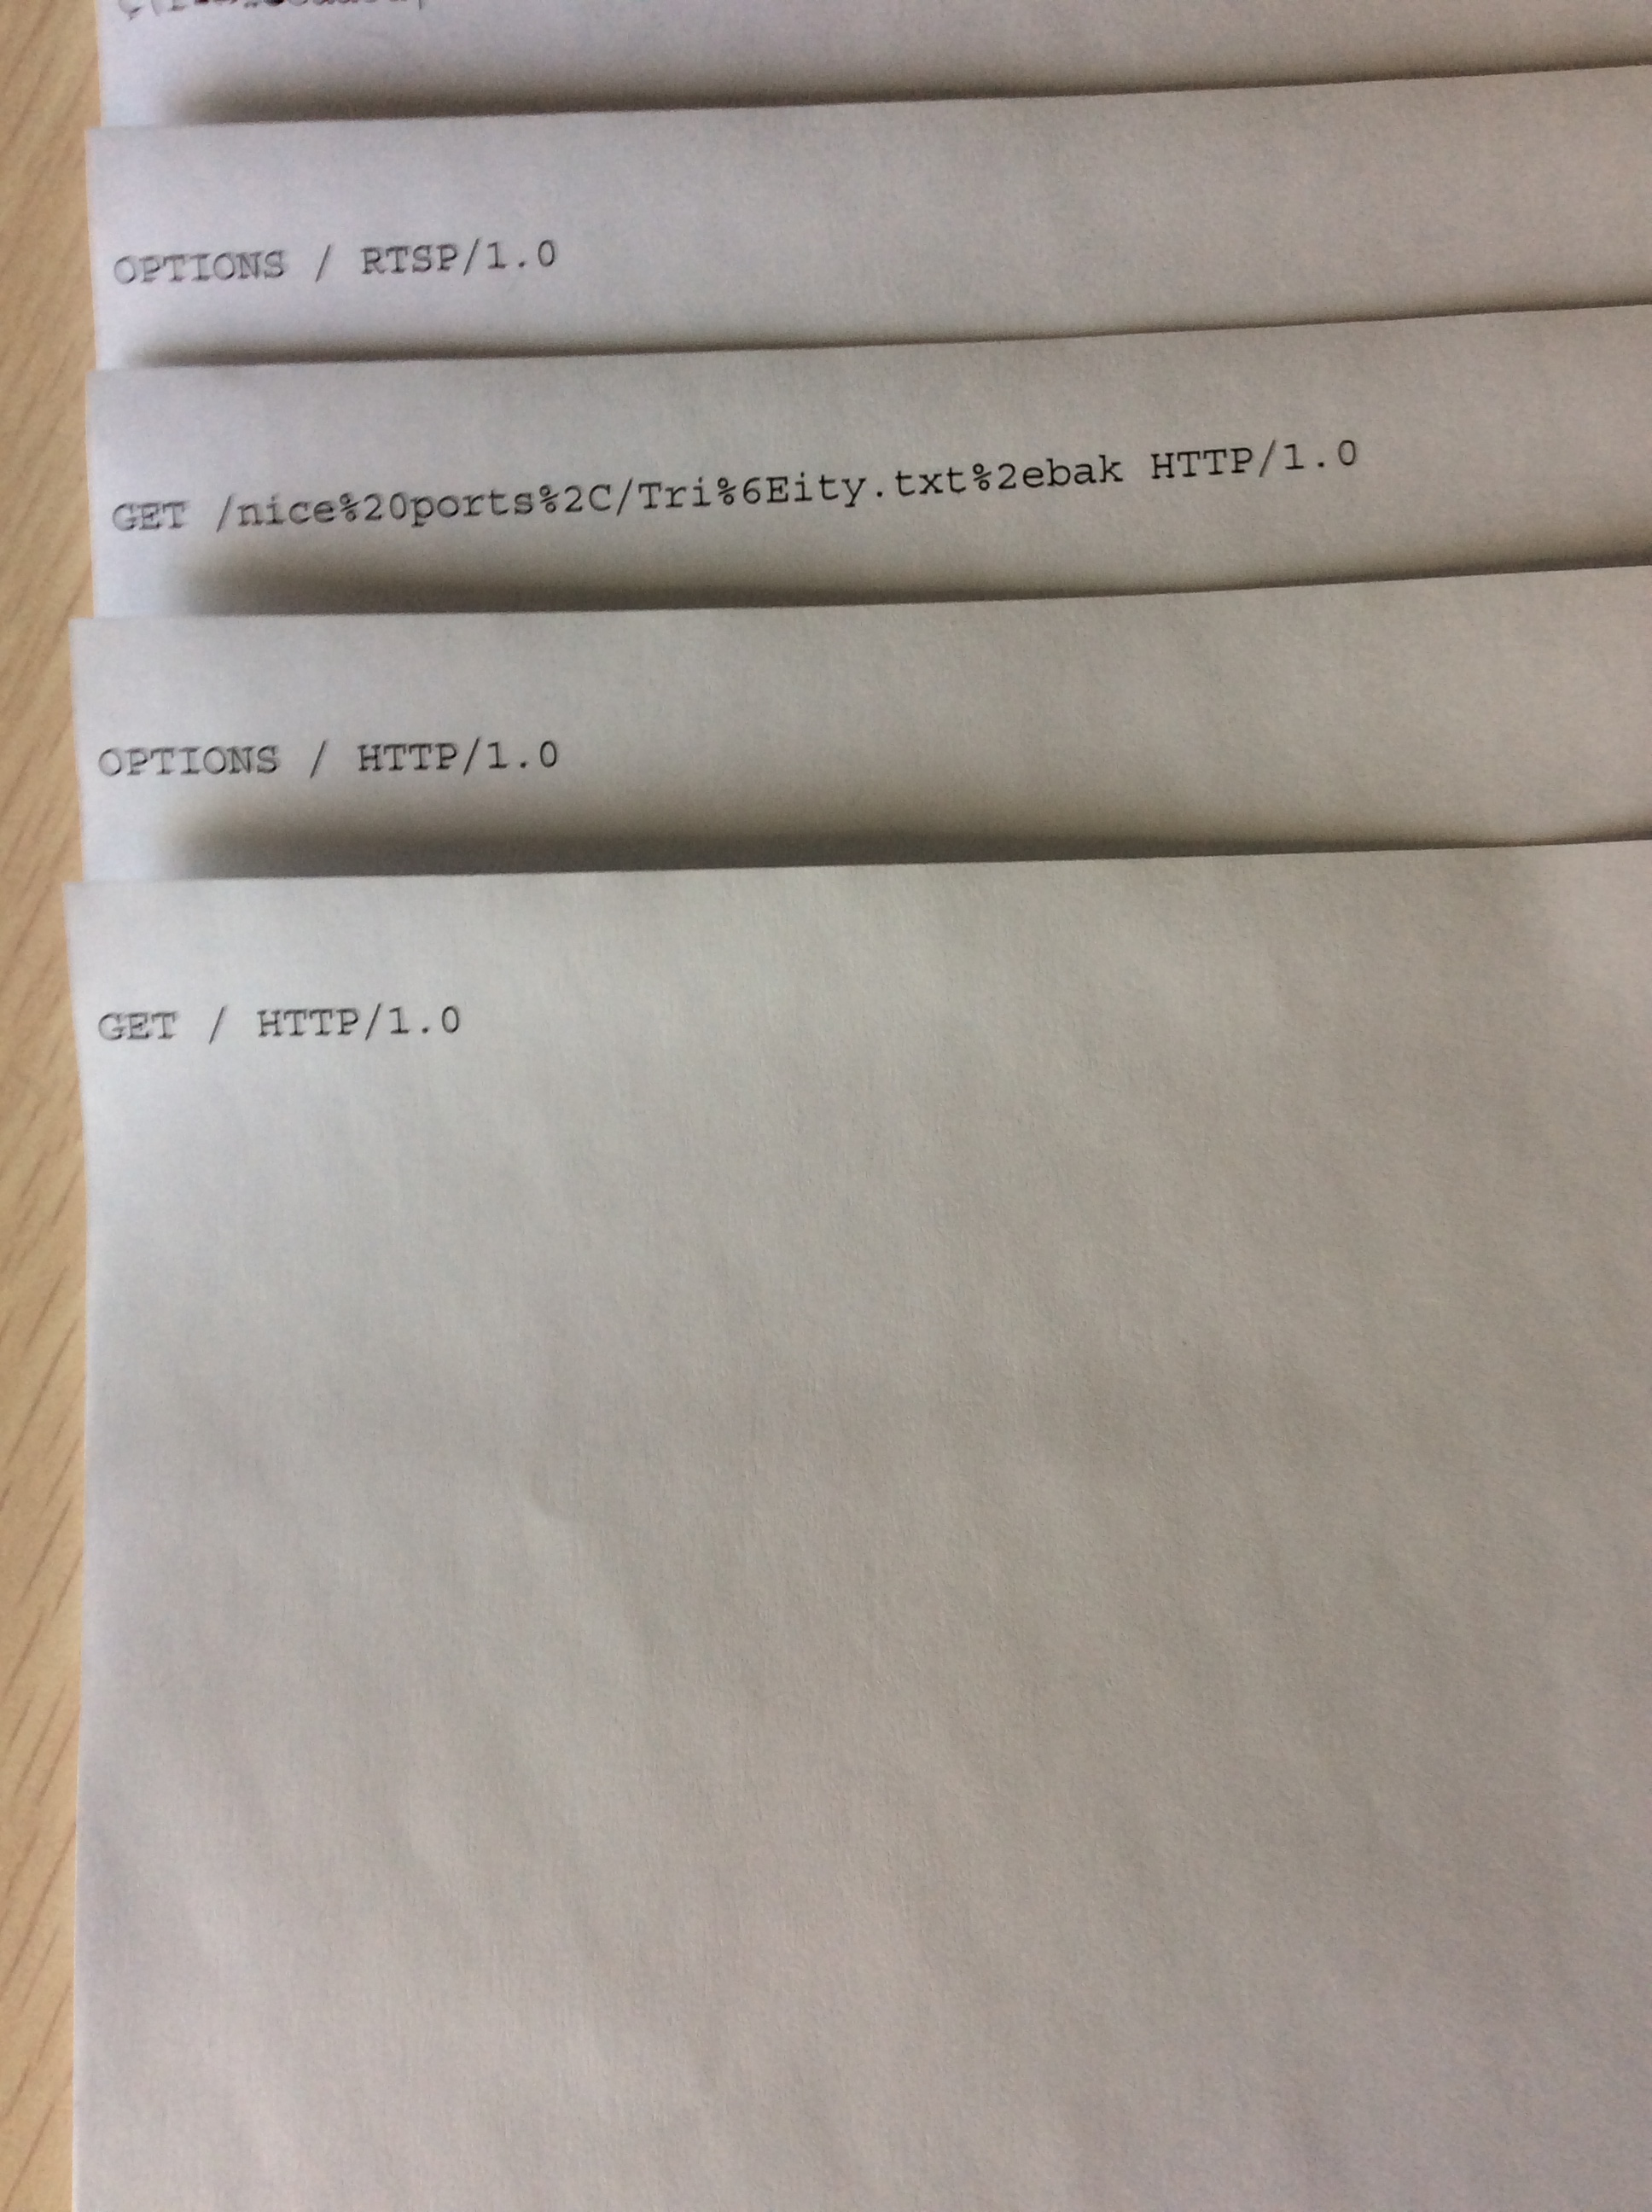 OPTIONS / RTSP/1.0
GET /nice%20ports%2C/Tri%6Eity.txt%2ebak HTTP/1.0
OPTIONS / HTTP/1.0
GET / HTTP/1.0